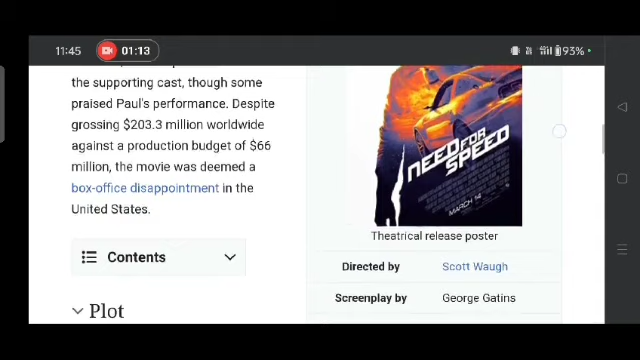 11:45
01:13
93%
the supporting cast, though some
praised Paul's performance. Despite
grossing $203.3 million worldwide
against a production budget of $66
million, the movie was deemed a
box-office disappointment in the
United States.
Contents
Plot
NEED FOR
SPEED
MARCH 14
Theatrical release poster
Directed by Scott Waugh
Screenplay by George Gatins